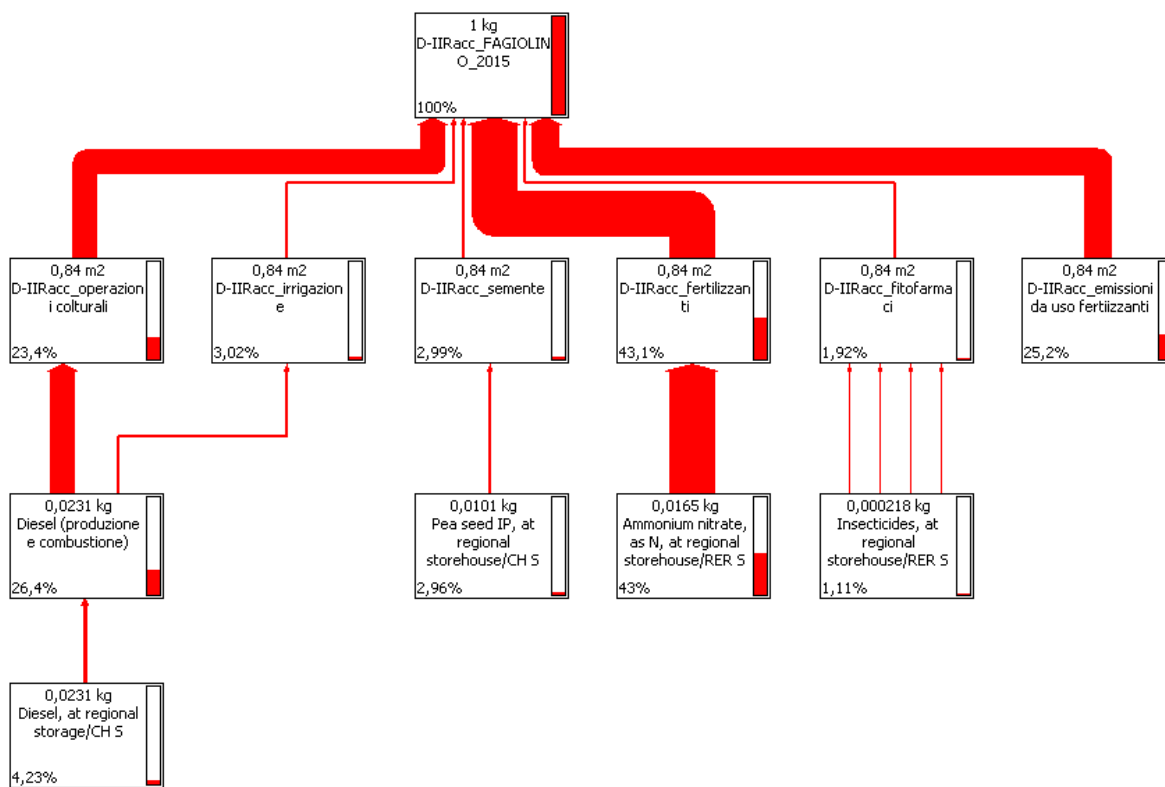 1 kg
D-IIRacc_FAGIOLIN
O_2015
100%
0,84 m2
D-IIRacc_operazion
i colturali
23,4%
0,84 m2
D-IIRacc_irrigazion
e
3,02%
0,84 m2
D-IIRacc_semente
2,99%
0,84 m2
D-IIRacc_fertilizzan
ti
43,1%
0,84 m2
D-IIRacc_fitofarma
ci
1,92%
0,84 m2
D-IIRacc_emissioni
da uso fertiizzanti
25,2%
0,0231 kg
Diesel (produzione
e combustione)
26,4%
0,0101 kg
Pea seed IP, at
regional
storehouse/CH S
2,96%
0,0165 kg
Ammonium nitrate,
as N, at regional
storehouse/RER S
43%
0,000218 kg
Insecticides, at
regional
storehouse/RER S
1,11%
0,0231 kg
Diesel, at regional
storage/CH S
4,23%